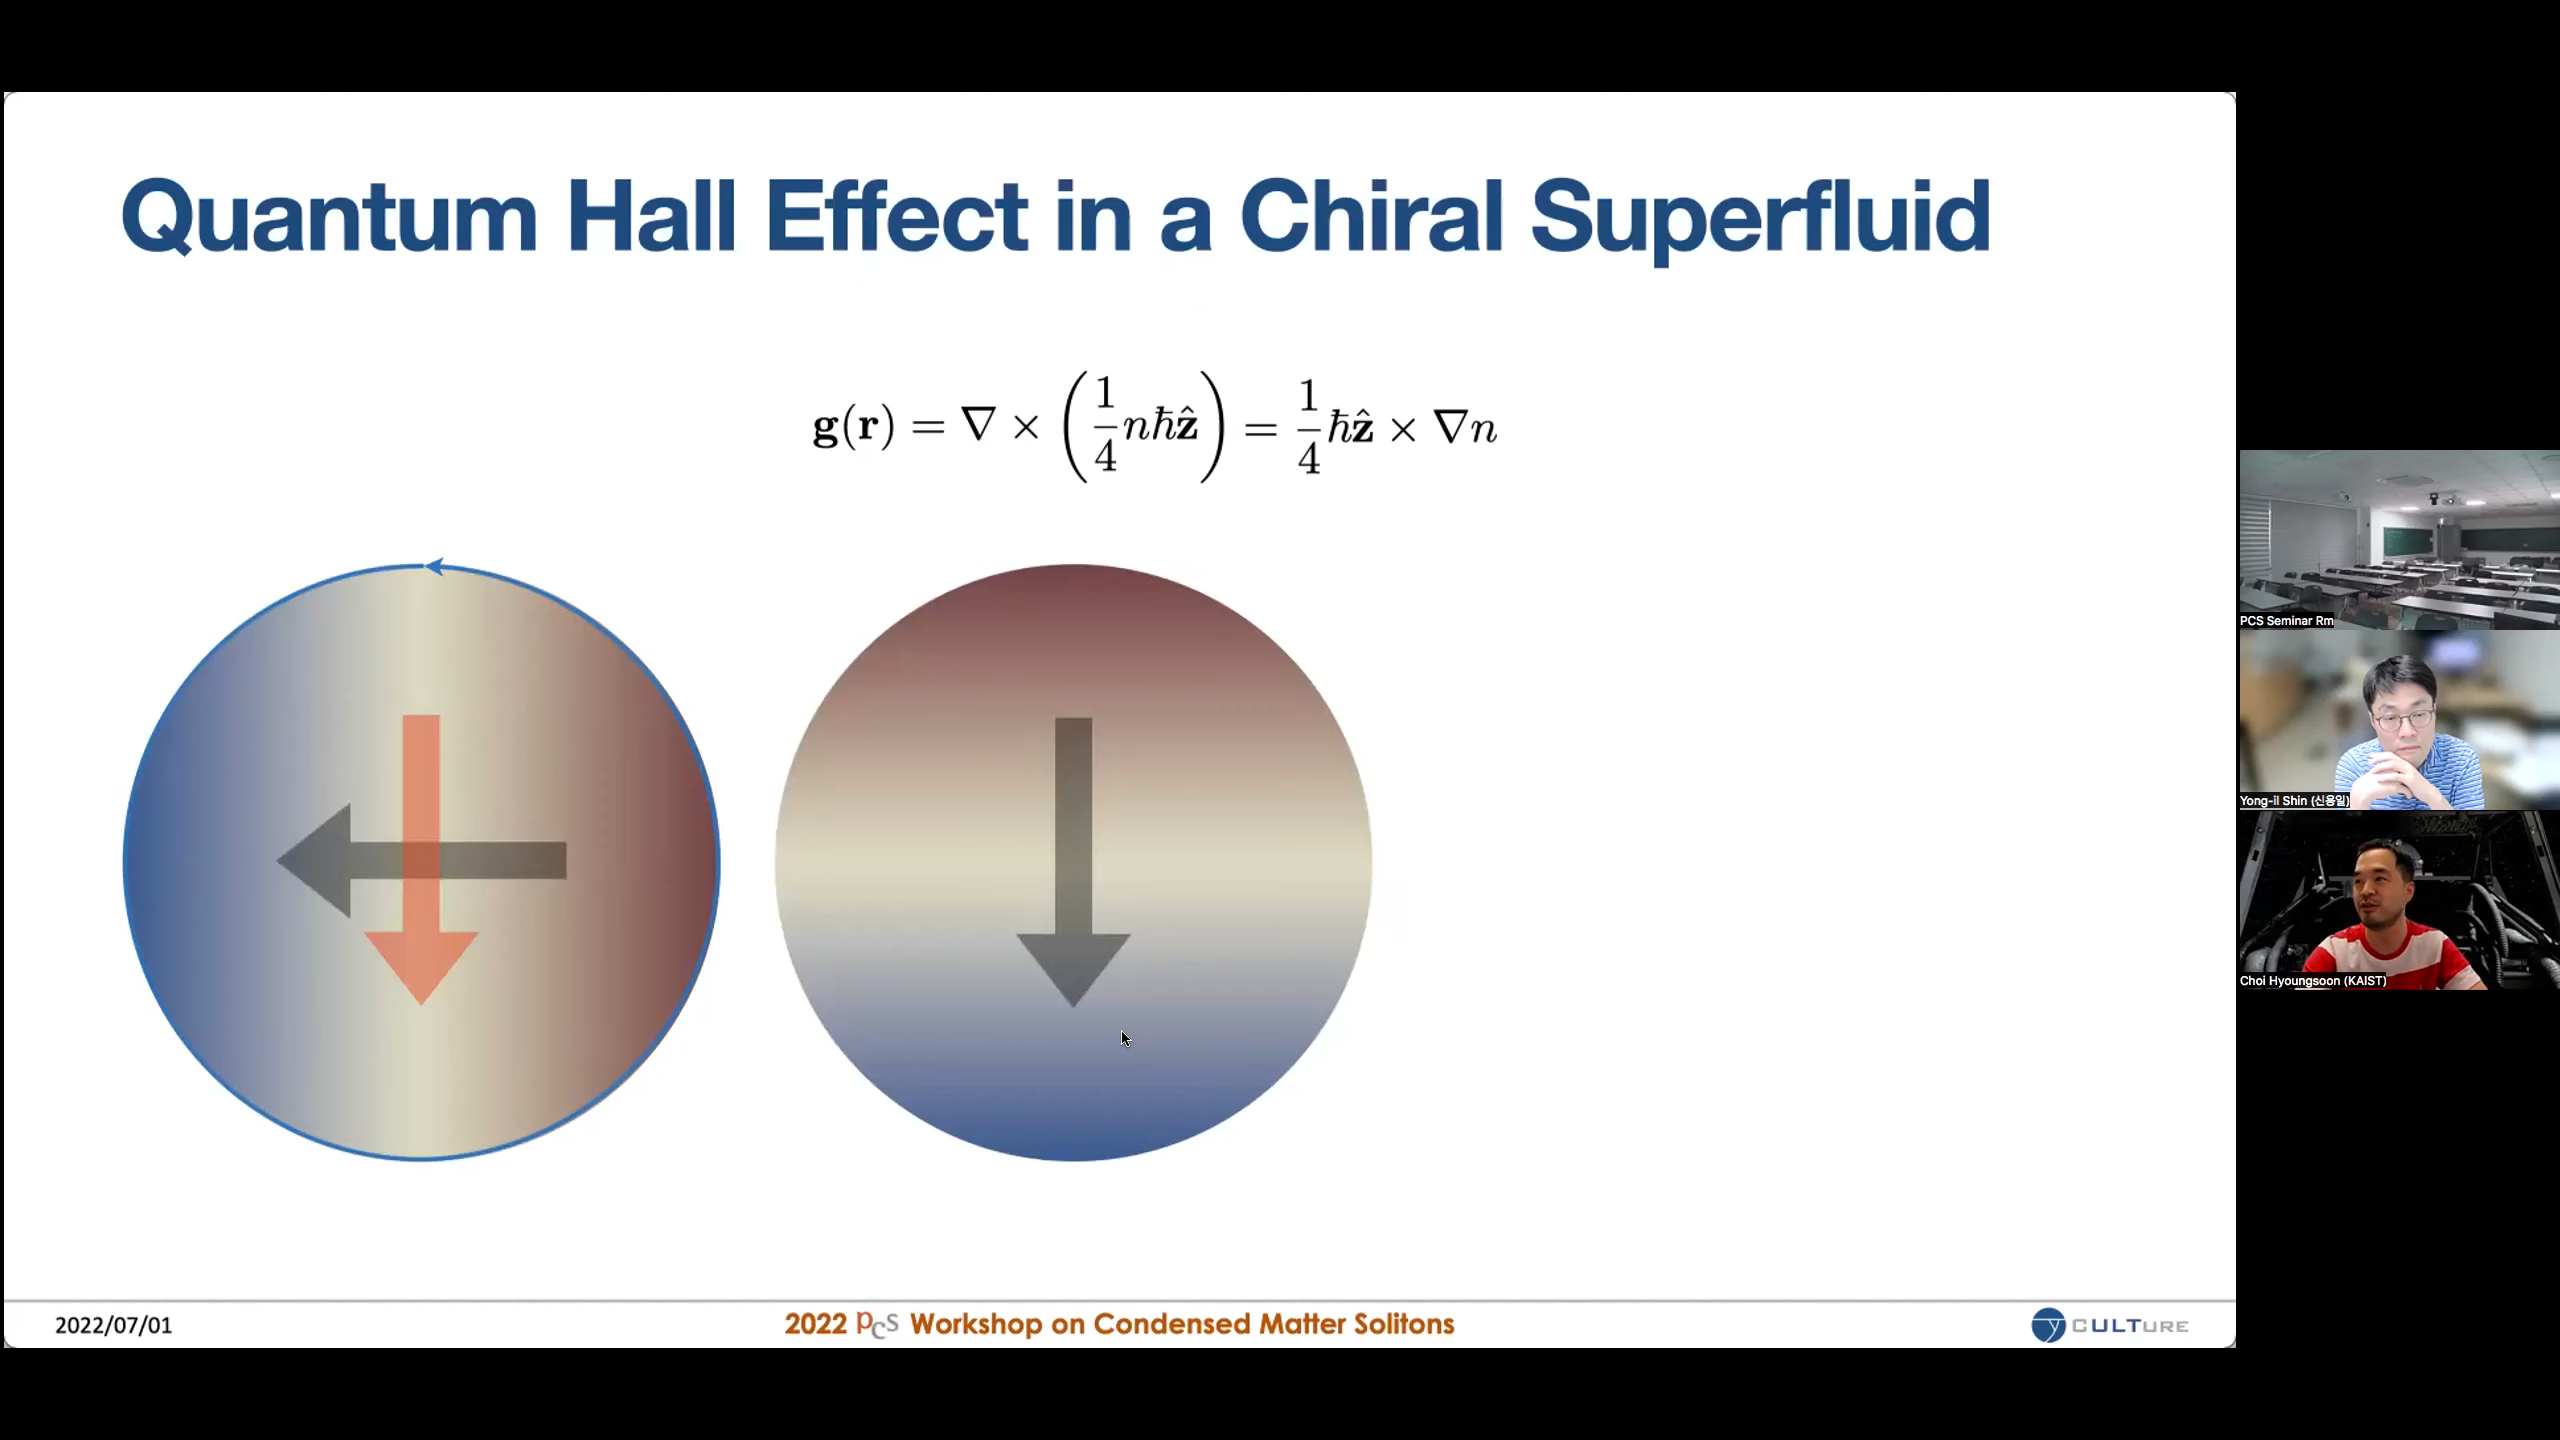 Quantum Hall Effect in a Chiral Superfluid
g(r) = ∇ × (1/4 nħẑ) = 1/4 ħẑ × ∇n
PCS Seminar Rm
Yong-il Shin (신용일)
Choi Hyoungsoon (KAIST)
2022/07/01
2022 PCS Workshop on Condensed Matter Solitons
CULTURE